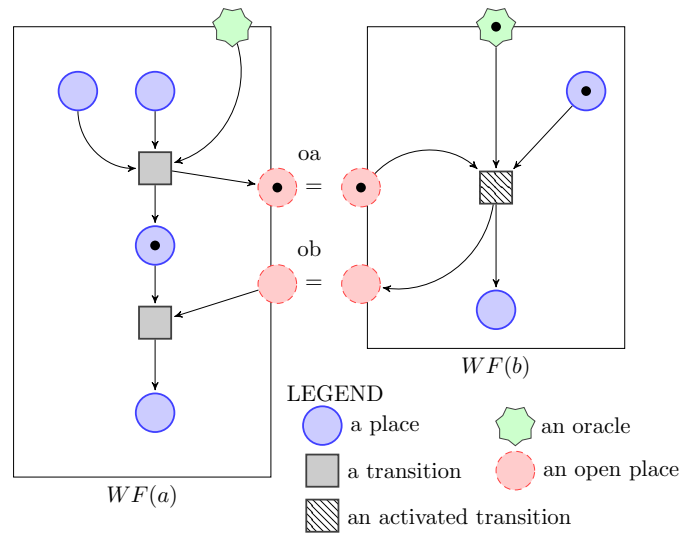 oa
=
ob
=
WF(b)
LEGEND
a place
an oracle
a transition
an open place
WF(a)
an activated transition